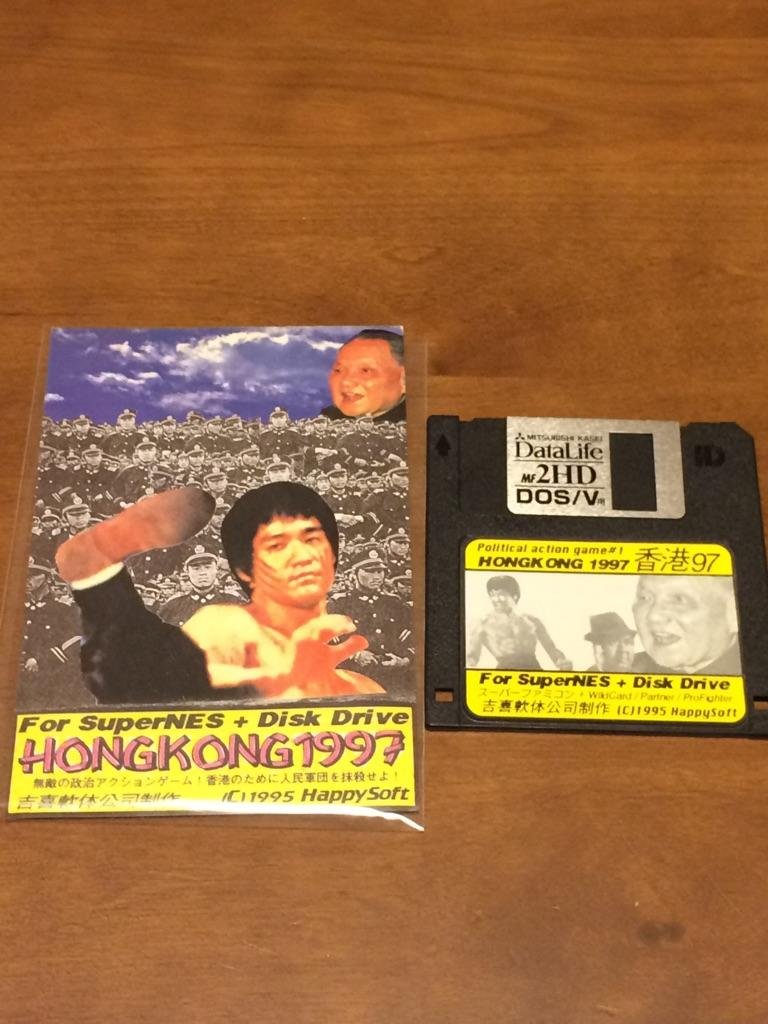 For SuperNES + Disk Drive
HONGKONG1997
無敵の政治アクションゲーム！香港のために人民軍団を抹殺せよ！
吉喜軟体公司制作 (C)1995 HappySoft
MITSUBISHI KASEI
DataLife
MF2HD
DOS/V用
HD
Political action game#1
HONGKONG 1997 香港97
For SuperNES + Disk Drive
スーパーファミコン + WildCard / Partner / ProFighter
吉喜軟体公司制作 (C)1995 HappySoft